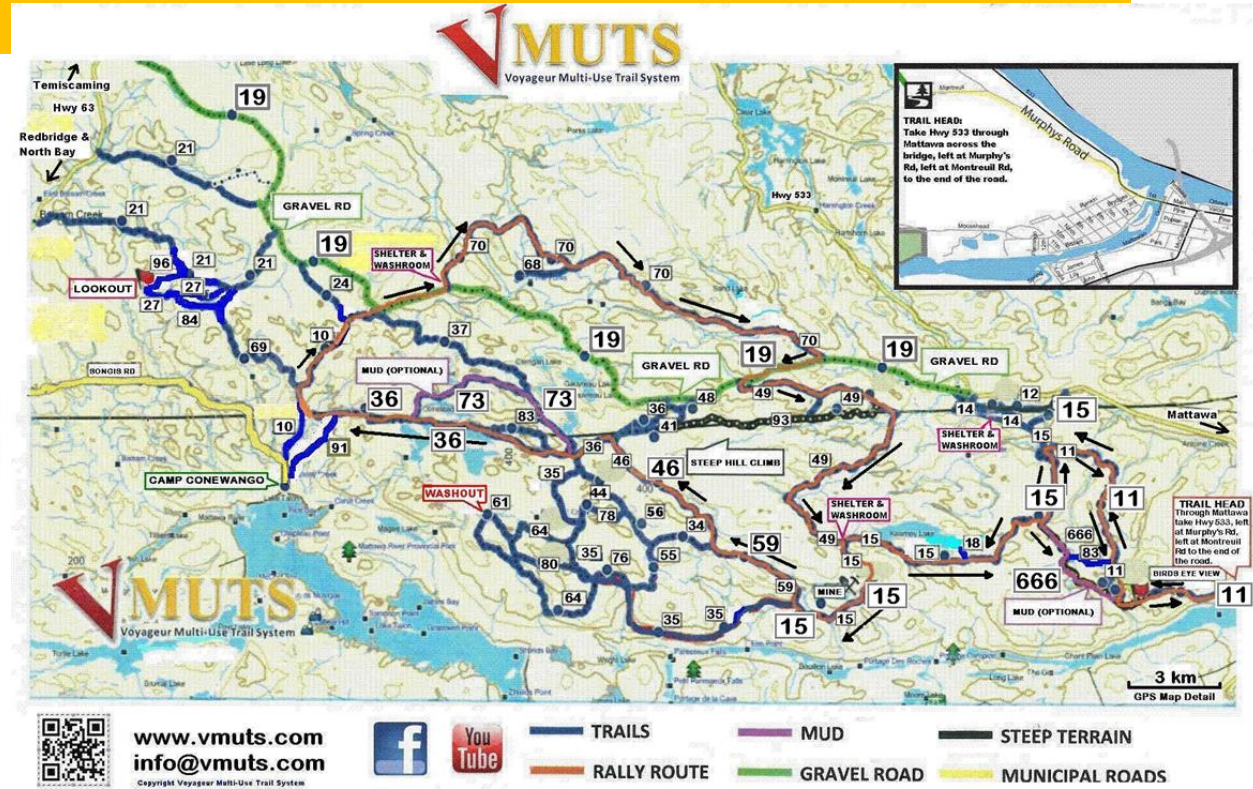 VMUTS
Voyageur Multi-Use Trail System
Temiscaming
Hwy 63
Redbridge &
North Bay
19
21
GRAVEL RD
21
Balsam Creek
96
21
21
27
LOOKOUT
27
84
69
19
24
SHELTER &
WASHROOM
70
70
68
70
70
10
37
MUD (OPTIONAL)
73
73
36
83
36
BONGIS RD
10
91
CAMP CONEWANGO
19
GRAVEL RD
19
19
GRAVEL RD
Hwy 533
TRAIL HEAD:
Take Hwy 533 through
Mattawa across the
bridge, left at Murphy's
Rd, left at Montreuil Rd,
to the end of the road.
Murphys Road
49
49
48
36
41
93
STEEP HILL CLIMB
36
46
46
35
400
400
44
78
56
34
WASHOUT
61
64
35
76
55
80
64
35
35
59
59
49
SHELTER &
WASHROOM
49
15
15
MINE
15
15
15
15
18
12
14
14
SHELTER &
WASHROOM
15
Mattawa
15
11
15
11
666
83
11
666
MUD (OPTIONAL)
BIRDS EYE VIEW
TRAIL HEAD
Through Mattawa
take Hwy 533, left
at Murphy's Rd,
left at Montreuil
Rd to the end of
the road.
11
200
VMUTS
Voyageur Multi-Use Trail System
3 km
GPS Map Detail
www.vmuts.com
info@vmuts.com
Copyright Voyageur Multi-Use Trail System
f
You
Tube
TRAILS
MUD
STEEP TERRAIN
RALLY ROUTE
GRAVEL ROAD
MUNICIPAL ROADS